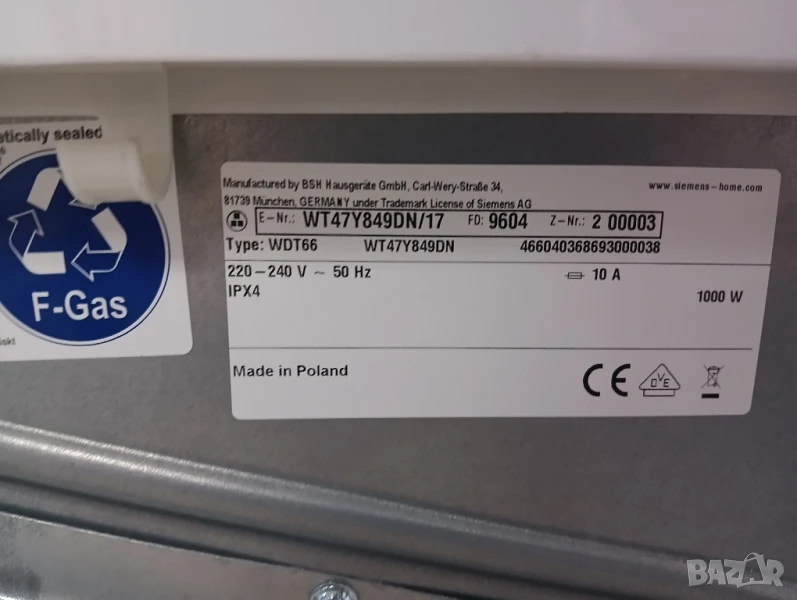 etically sealed
F-Gas
Manufactured by BSH Hausgeräte GmbH, Carl-Wery-Straße 34,
www.siemens-home.com
81739 München, GERMANY under Trademark License of Siemens AG
E-Nr.: WT47Y849DN/17 FD: 9604 Z-Nr.: 2 00003
Type: WDT66 WT47Y849DN 466040368693000038
220-240 V ~ 50 Hz 10 A
IPX4 1000 W
Made in Poland
CE OVE
BAZAR